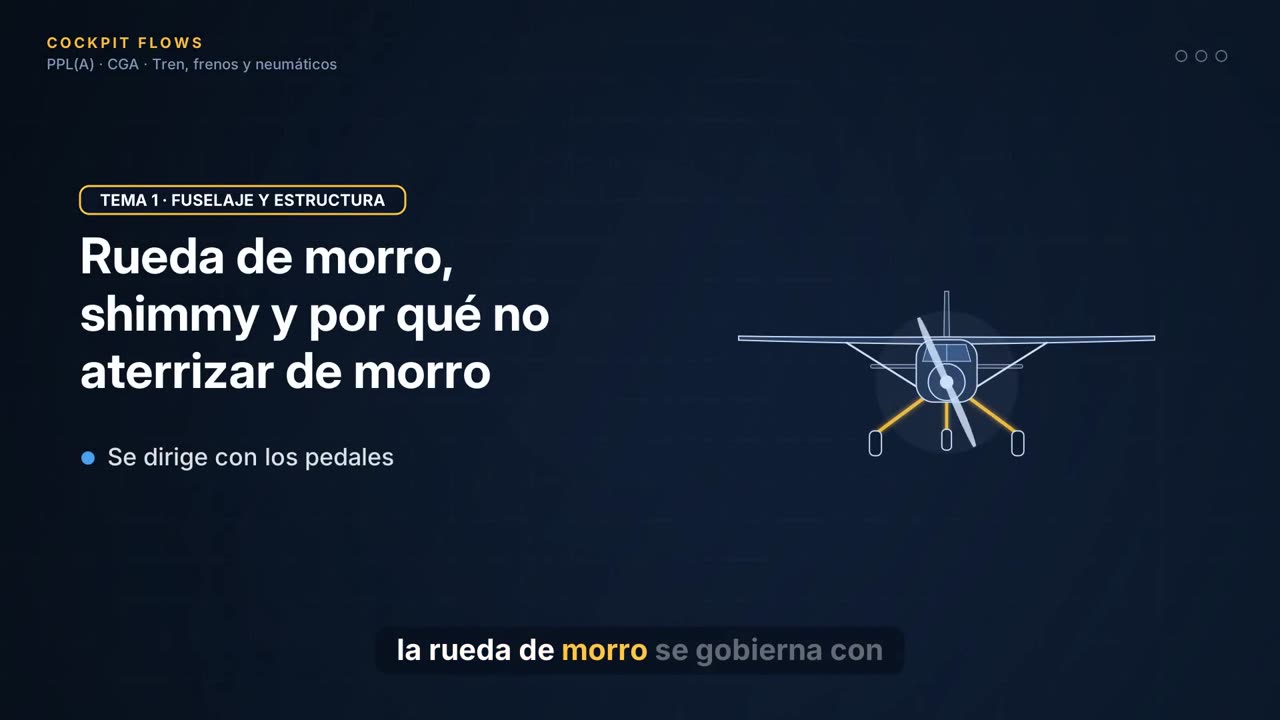 COCKPIT FLOWS
PPL(A) · CGA · Tren, frenos y neumáticos
TEMA 1 · FUSELAJE Y ESTRUCTURA
Rueda de morro,
shimmy y por qué no
aterrizar de morro
Se dirige con los pedales
la rueda de morro se gobierna con